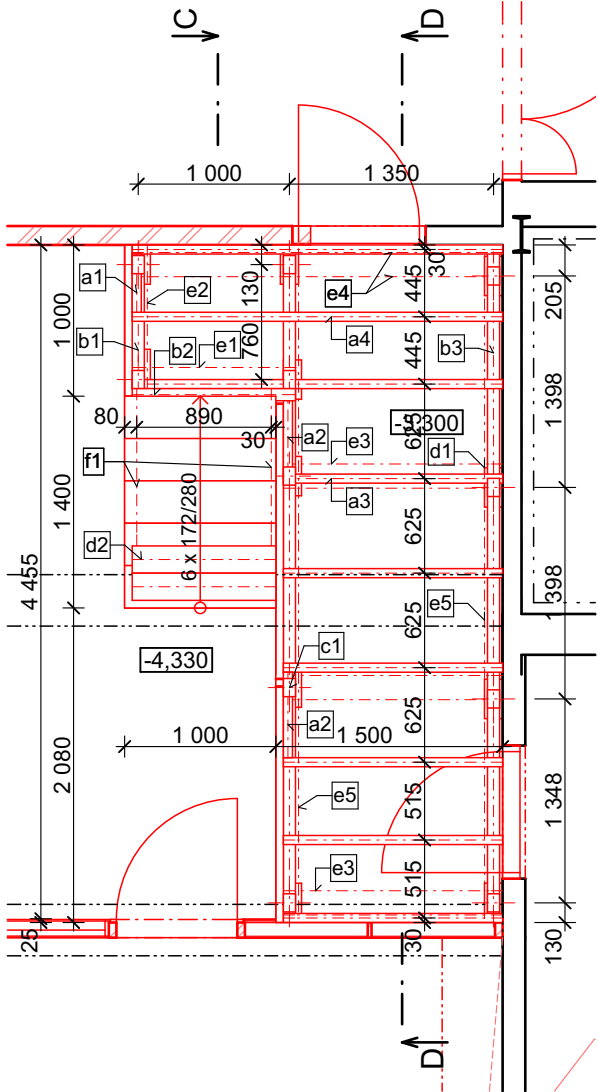 C
D
1 000
1 350
a1
e2
130
e4
445
30
205
1 000
b1
b2
e1
760
a4
445
b3
1 398
80
890
30
a2
e3
-3,300
625
d1
f1
6 x 172/280
a3
1 400
d2
4 455
625
398
e5
625
-4,330
c1
625
1 000
a2
1 500
2 080
e5
515
1 348
e3
515
25
30
130
D